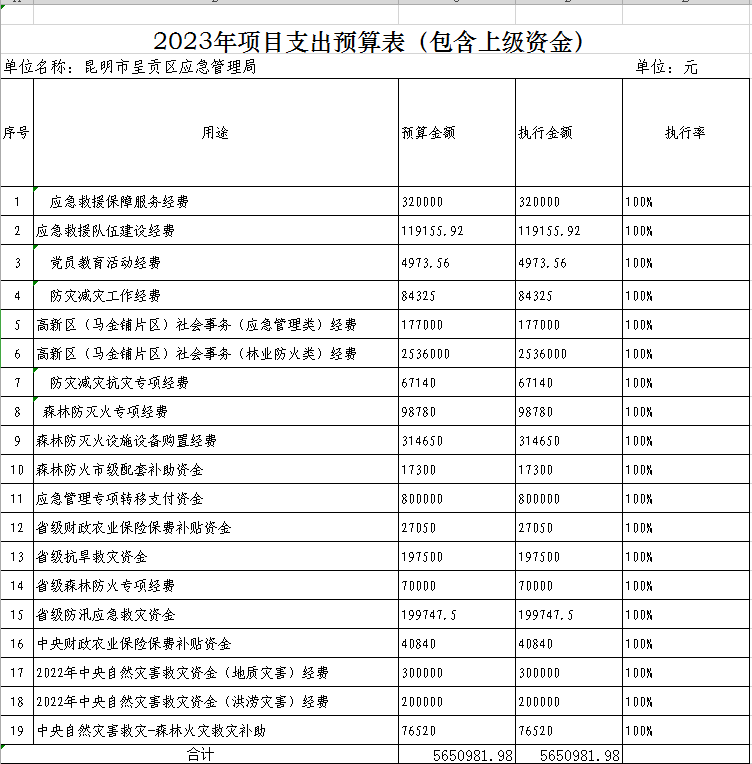 2023年项目支出预算表（包含上级资金）
单位名称：昆明市呈贡区应急管理局 单位：元
序号 用途 预算金额 执行金额 执行率
1 应急救援保障服务经费 320000 320000 100%
2 应急救援队伍建设经费 119155.92 119155.92 100%
3 党员教育活动经费 4973.56 4973.56 100%
4 防灾减灾工作经费 84325 84325 100%
5 高新区（马金铺片区）社会事务（应急管理类）经费 177000 177000 100%
6 高新区（马金铺片区）社会事务（林业防火类）经费 2536000 2536000 100%
7 防灾减灾抗灾专项经费 67140 67140 100%
8 森林防灭火专项经费 98780 98780 100%
9 森林防灭火设施设备购置经费 314650 314650 100%
10 森林防火市级配套补助资金 17300 17300 100%
11 应急管理专项转移支付资金 800000 800000 100%
12 省级财政农业保险保费补贴资金 27050 27050 100%
13 省级抗旱救灾资金 197500 197500 100%
14 省级森林防火专项经费 70000 70000 100%
15 省级防汛应急救灾资金 199747.5 199747.5 100%
16 中央财政农业保险保费补贴资金 40840 40840 100%
17 2022年中央自然灾害救灾资金（地质灾害）经费 300000 300000 100%
18 2022年中央自然灾害救灾资金（洪涝灾害）经费 200000 200000 100%
19 中央自然灾害救灾-森林火灾救灾补助 76520 76520 100%
合计 5650981.98 5650981.98